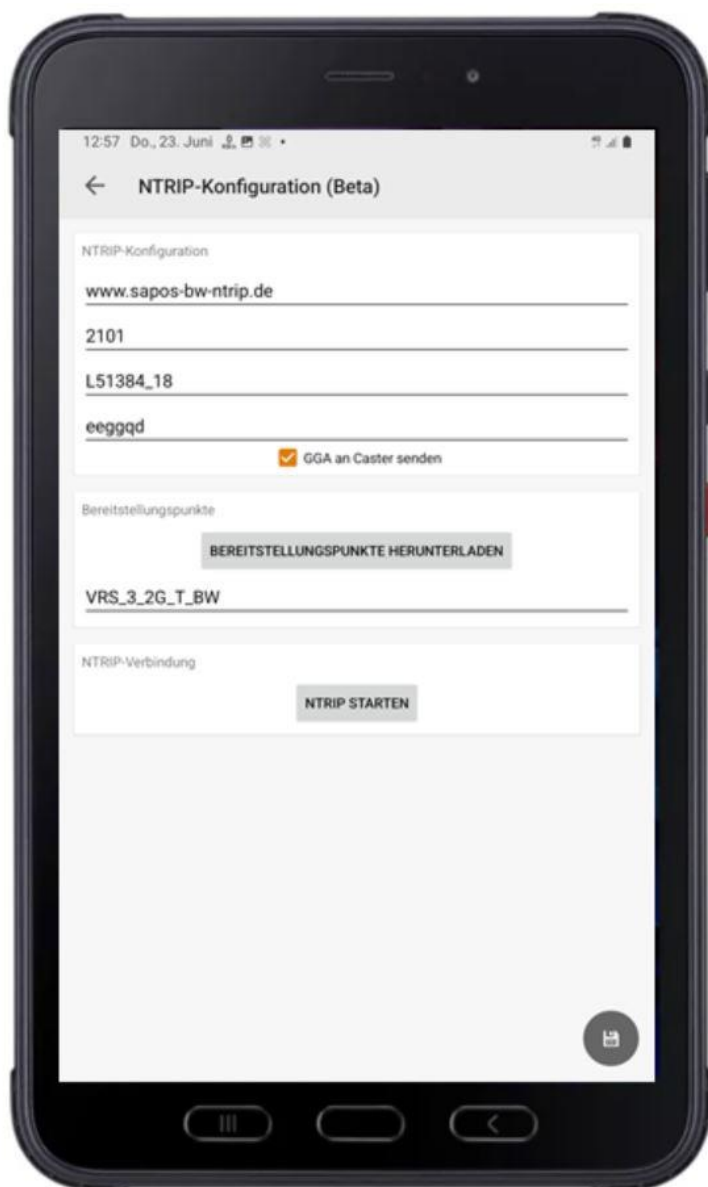 12:57 Do., 23. Juni
NTRIP-Konfiguration (Beta)
NTRIP-Konfiguration
www.sapos-bw-ntrip.de
2101
L51384_18
eeggqd
GGA an Caster senden
Bereitstellungspunkte
BEREITSTELLUNGSPUNKTE HERUNTERLADEN
VRS_3_2G_T_BW
NTRIP-Verbindung
NTRIP STARTEN